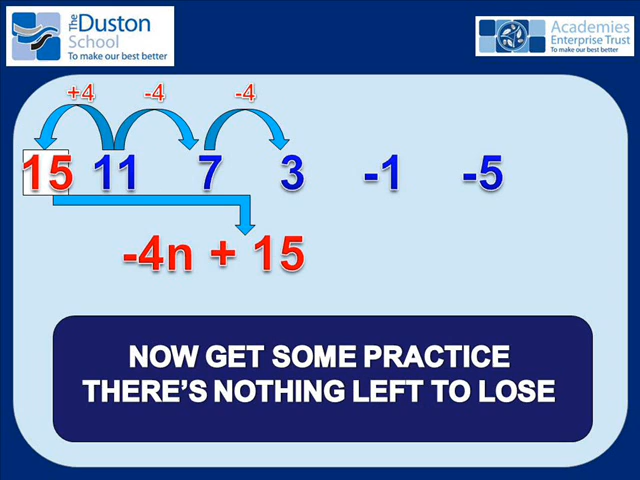 The Duston School
To make our best better
Academies
Enterprise Trust
To make our best better
+4 -4 -4
15 11 7 3 -1 -5
-4n + 15
NOW GET SOME PRACTICE
THERE'S NOTHING LEFT TO LOSE